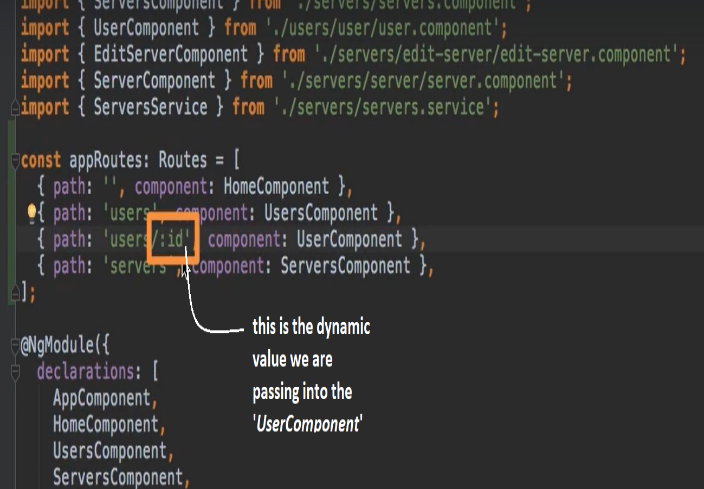 import { ServersComponent } from './servers/servers.component';
import { UserComponent } from './users/user/user.component';
import { EditServerComponent } from './servers/edit-server/edit-server.component';
import { ServerComponent } from './servers/server/server.component';
import { ServersService } from './servers/servers.service';
const appRoutes: Routes = [
{ path: '', component: HomeComponent },
{ path: 'users', component: UsersComponent },
{ path: 'users/:id', component: UserComponent },
{ path: 'servers', component: ServersComponent },
];
this is the dynamic
value we are
passing into the
'UserComponent'
@NgModule({
declarations: [
AppComponent,
HomeComponent,
UsersComponent,
ServersComponent,